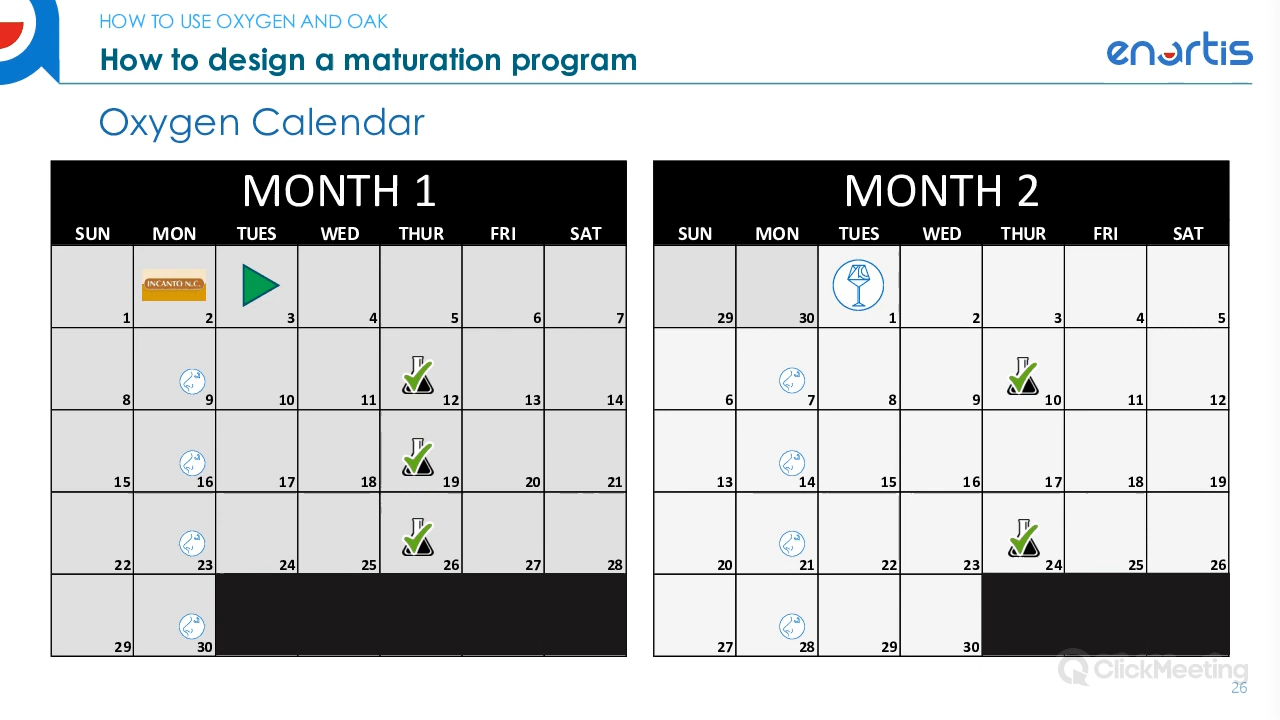 HOW TO USE OXYGEN AND OAK
How to design a maturation program
enartis
Oxygen Calendar
MONTH 1
SUN MON TUES WED THUR FRI SAT
INCANTO N.C.
1 2 3 4 5 6 7
8 9 10 11 12 13 14
15 16 17 18 19 20 21
22 23 24 25 26 27 28
29 30
MONTH 2
SUN MON TUES WED THUR FRI SAT
29 30 1 2 3 4 5
6 7 8 9 10 11 12
13 14 15 16 17 18 19
20 21 22 23 24 25 26
27 28 29 30
ClickMeeting
26